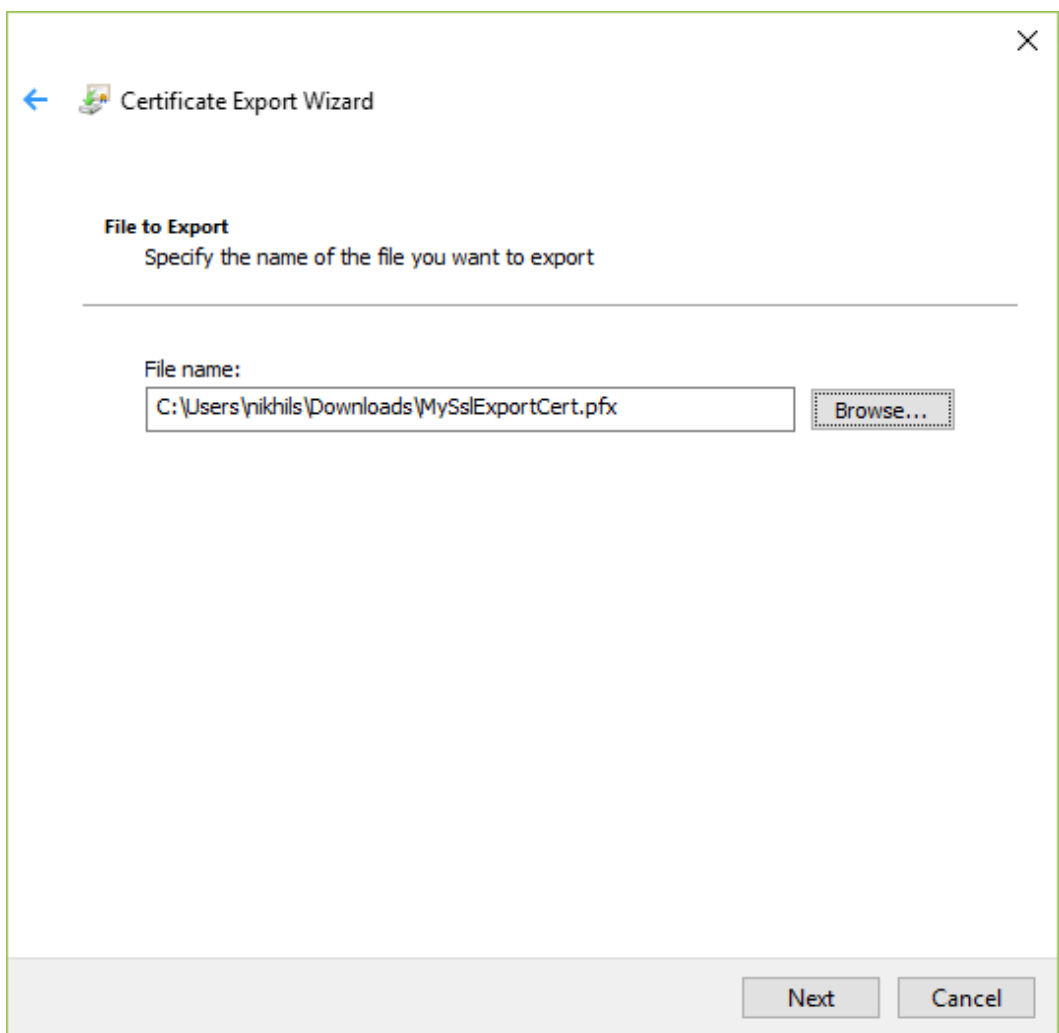 Certificate Export Wizard
File to Export
Specify the name of the file you want to export
File name:
C:\Users\nikhils\Downloads\MySslExportCert.pfx
Browse...
Next
Cancel